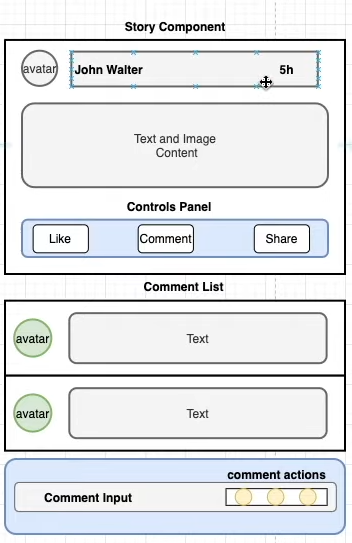 Story Component
avatar
John Walter
5h
Text and Image
Content
Controls Panel
Like
Comment
Share
Comment List
avatar
Text
avatar
Text
comment actions
Comment Input